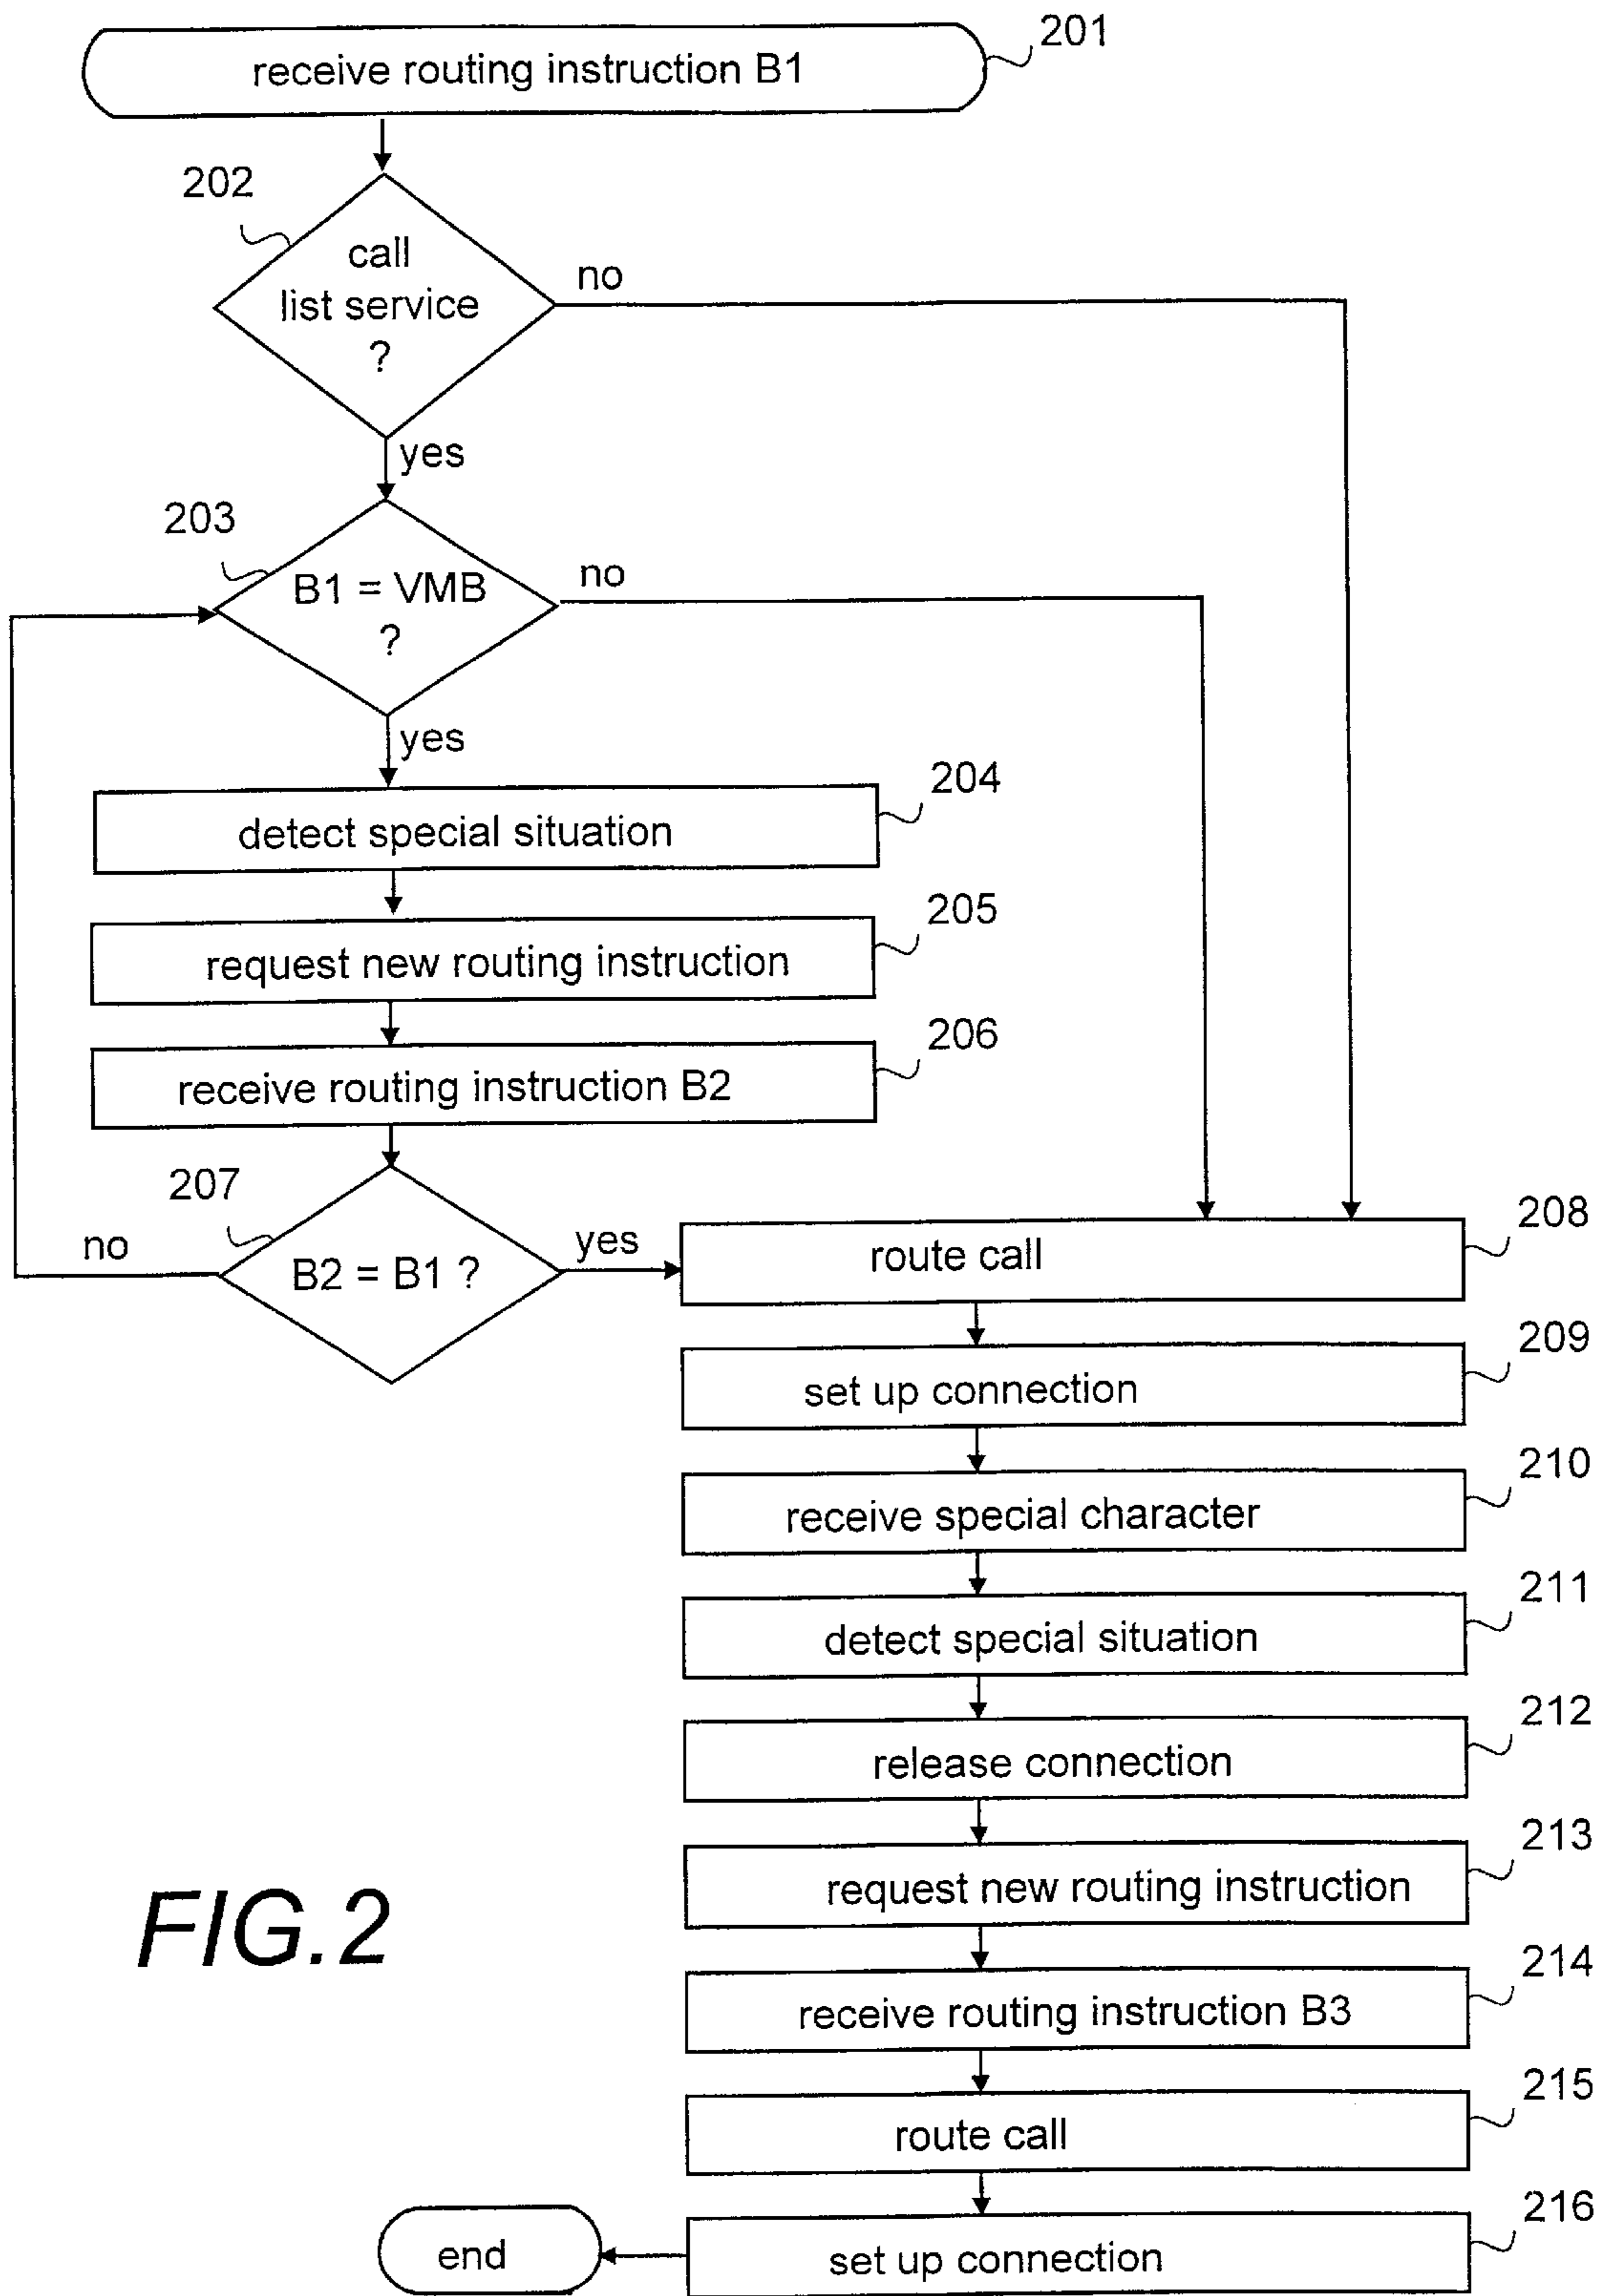 receive routing instruction B1
201
202
call
list service
?
no
yes
203
B1 = VMB
?
no
yes
204
detect special situation
205
request new routing instruction
206
receive routing instruction B2
207
no
B2 = B1 ?
yes
208
route call
209
set up connection
210
receive special character
211
detect special situation
212
release connection
213
request new routing instruction
FIG.2
214
receive routing instruction B3
215
route call
216
set up connection
end